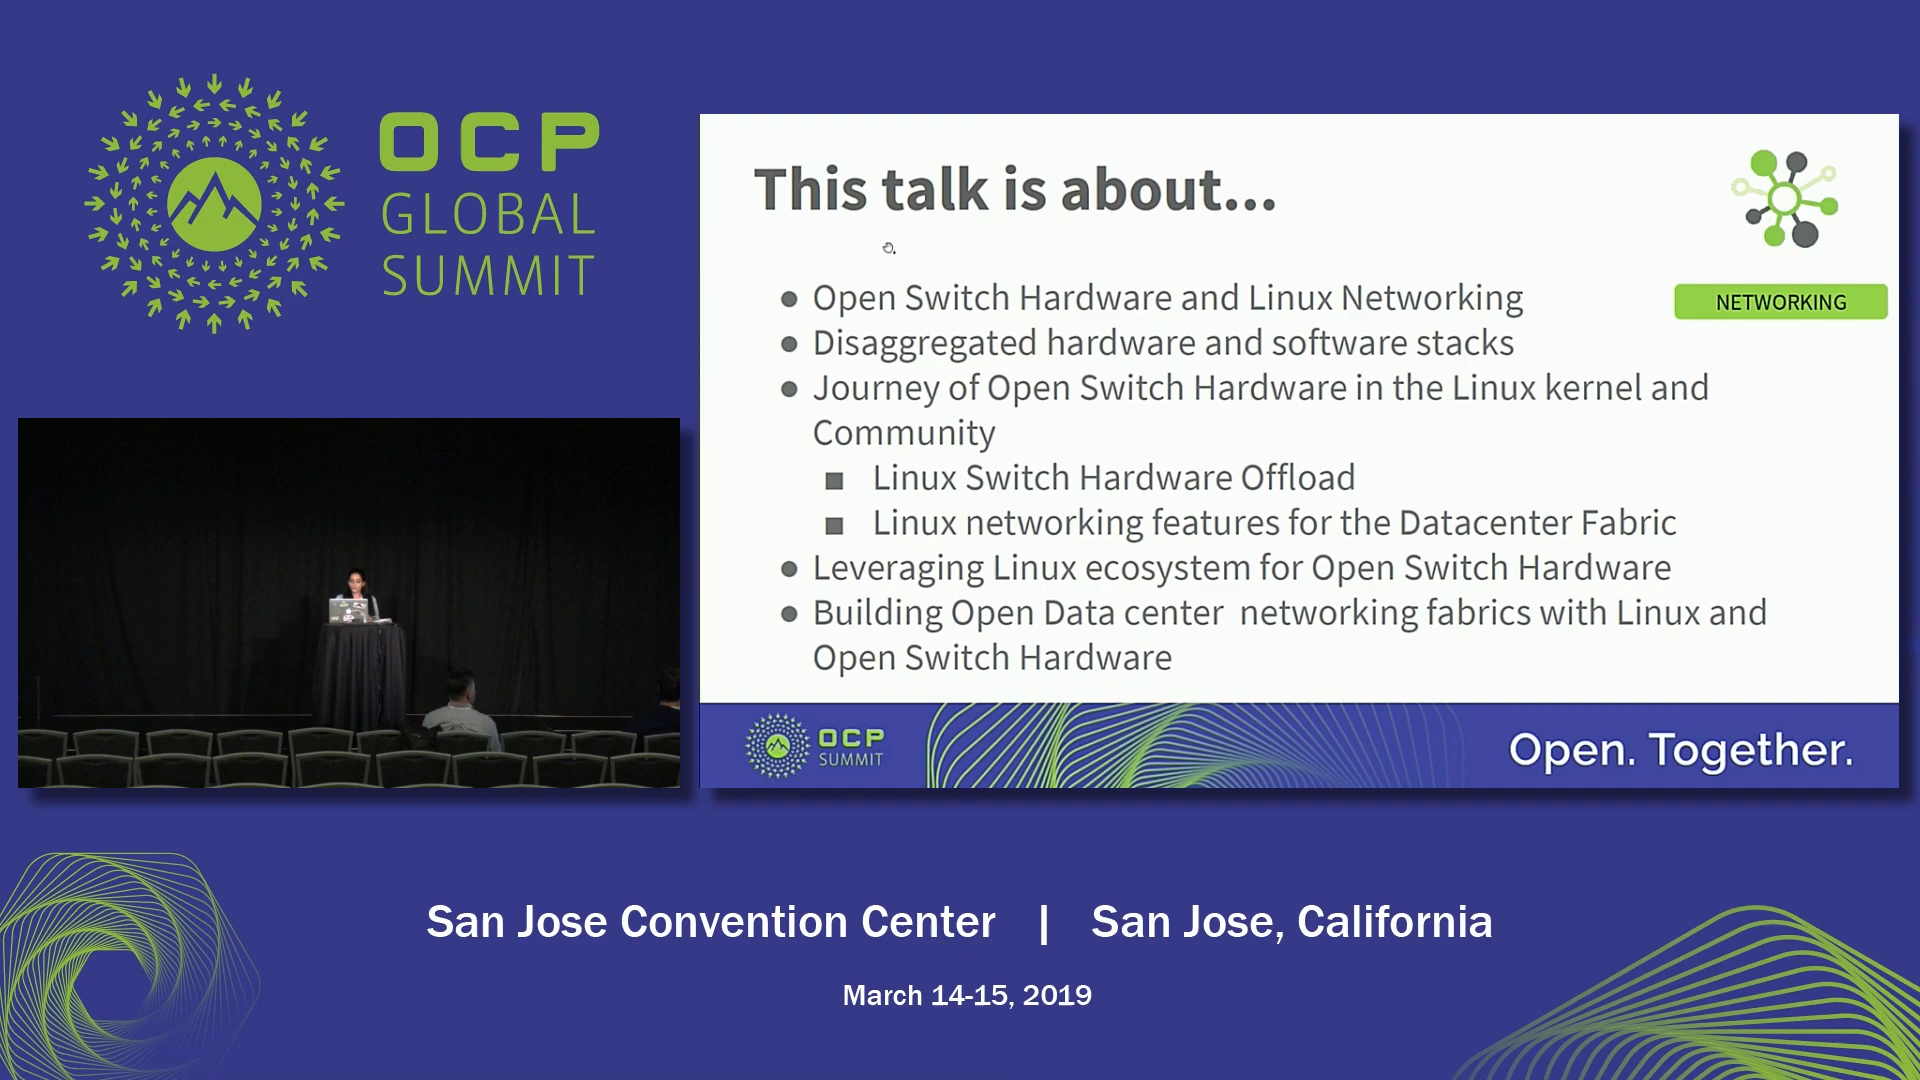 OCP
GLOBAL
SUMMIT
This talk is about...
NETWORKING
● Open Switch Hardware and Linux Networking
● Disaggregated hardware and software stacks
● Journey of Open Switch Hardware in the Linux kernel and
Community
■ Linux Switch Hardware Offload
■ Linux networking features for the Datacenter Fabric
● Leveraging Linux ecosystem for Open Switch Hardware
● Building Open Data center networking fabrics with Linux and
Open Switch Hardware
OCP
SUMMIT
Open. Together.
San Jose Convention Center | San Jose, California
March 14-15, 2019